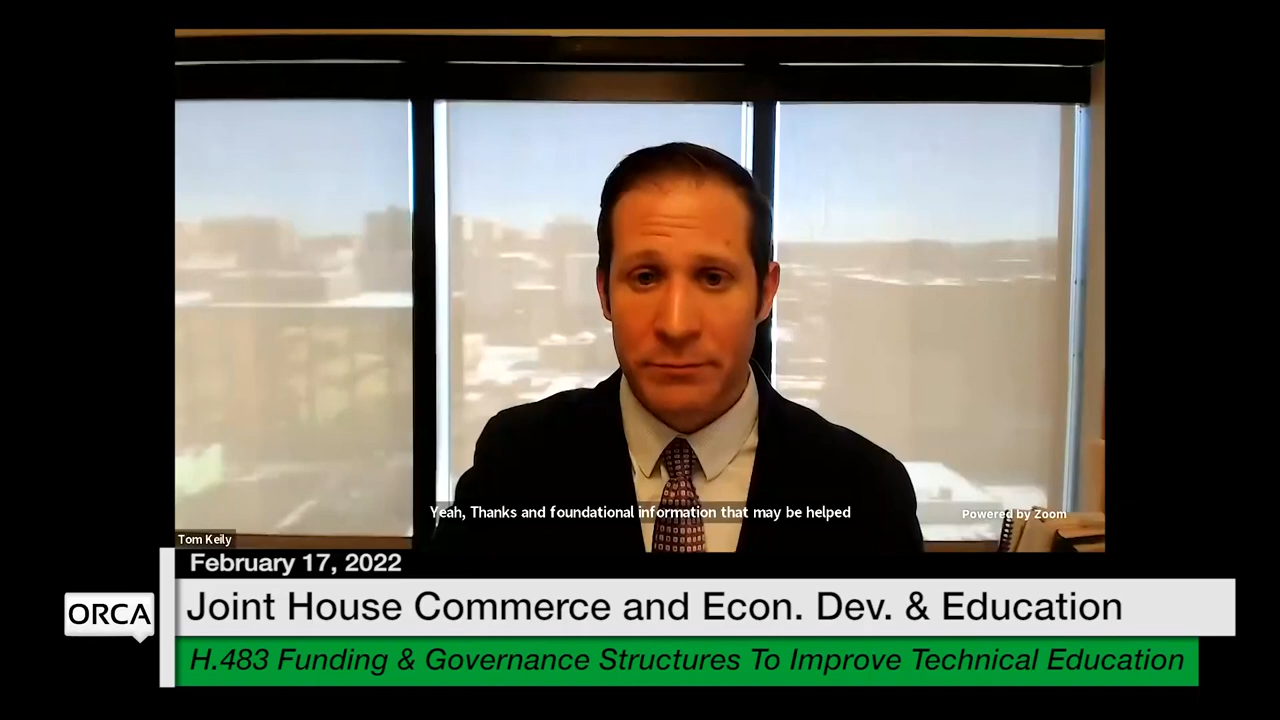 Yeah, Thanks and foundational information that may be helped
Powered by Zoom
Tom Keily
February 17, 2022
ORCA
Joint House Commerce and Econ. Dev. & Education
H.483 Funding & Governance Structures To Improve Technical Education